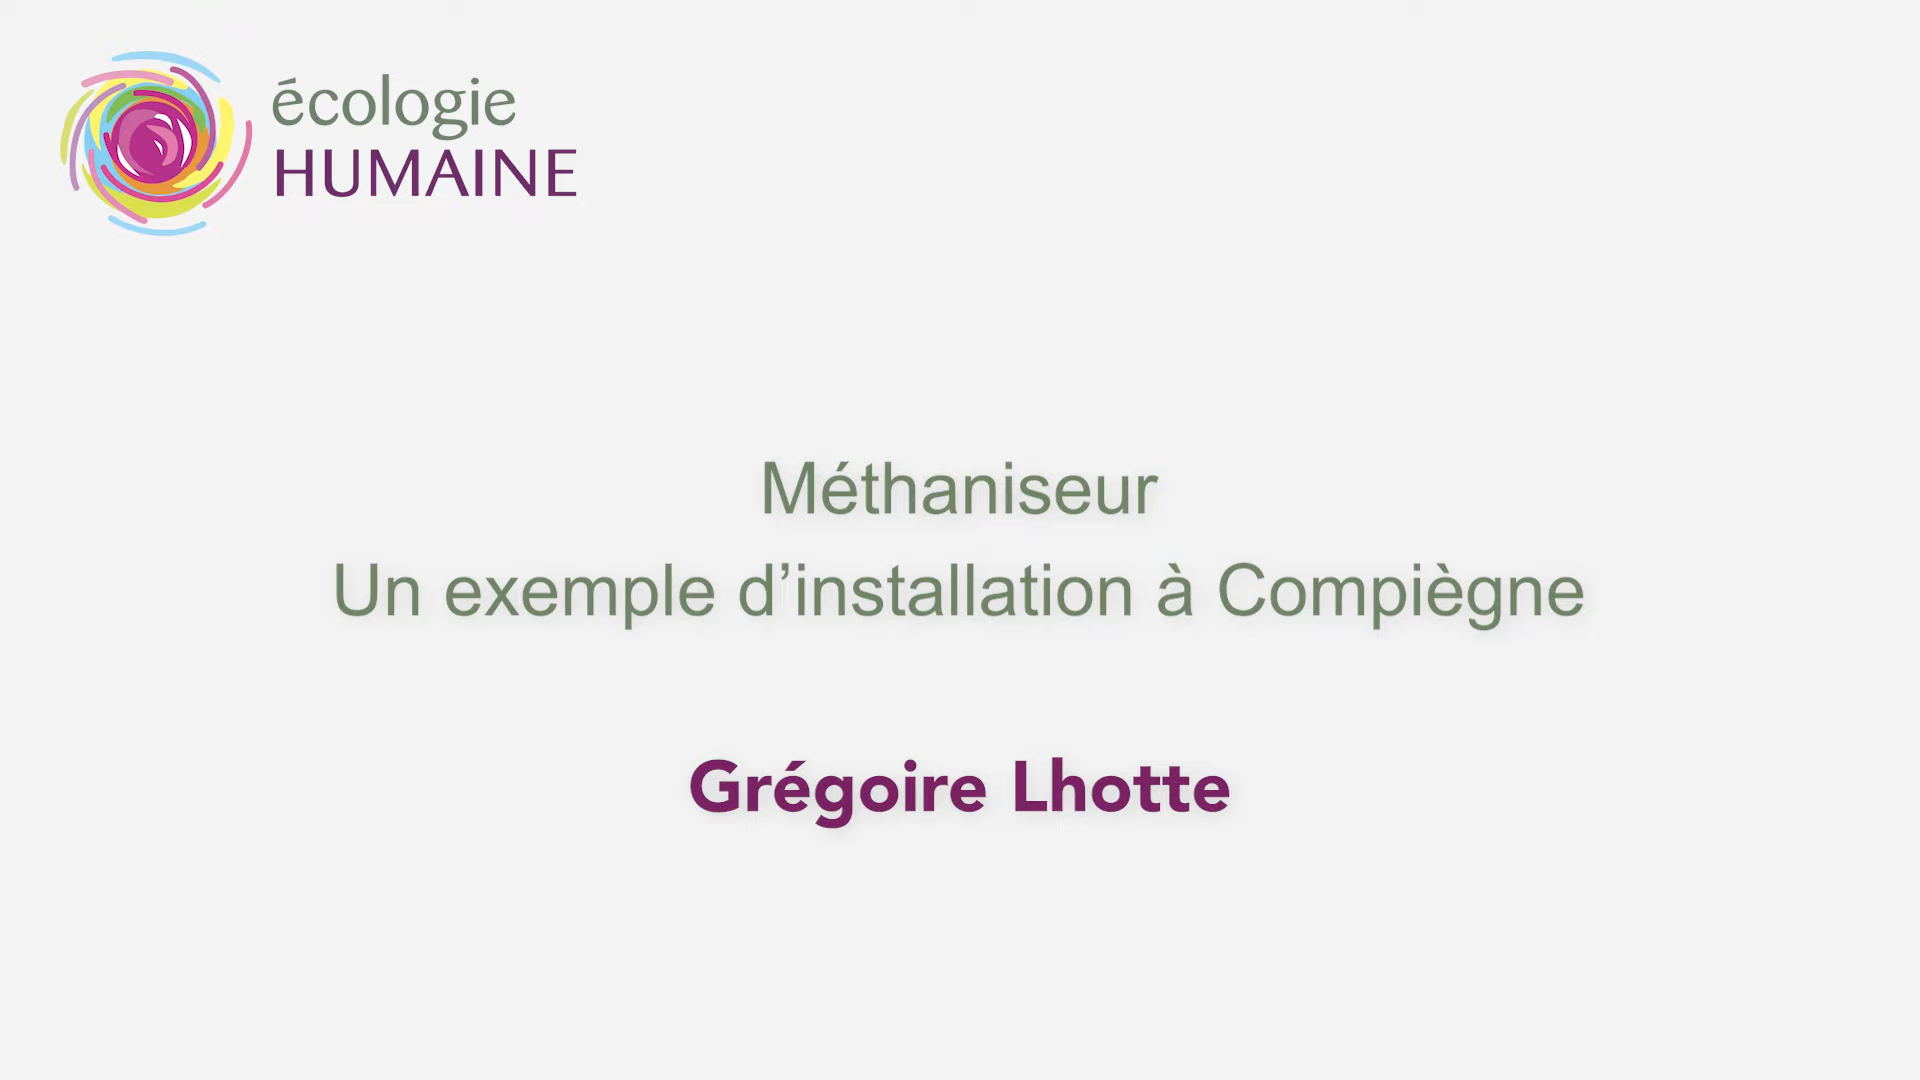 écologie
HUMAINE
Méthaniseur
Un exemple d’installation à Compiègne
Grégoire Lhotte